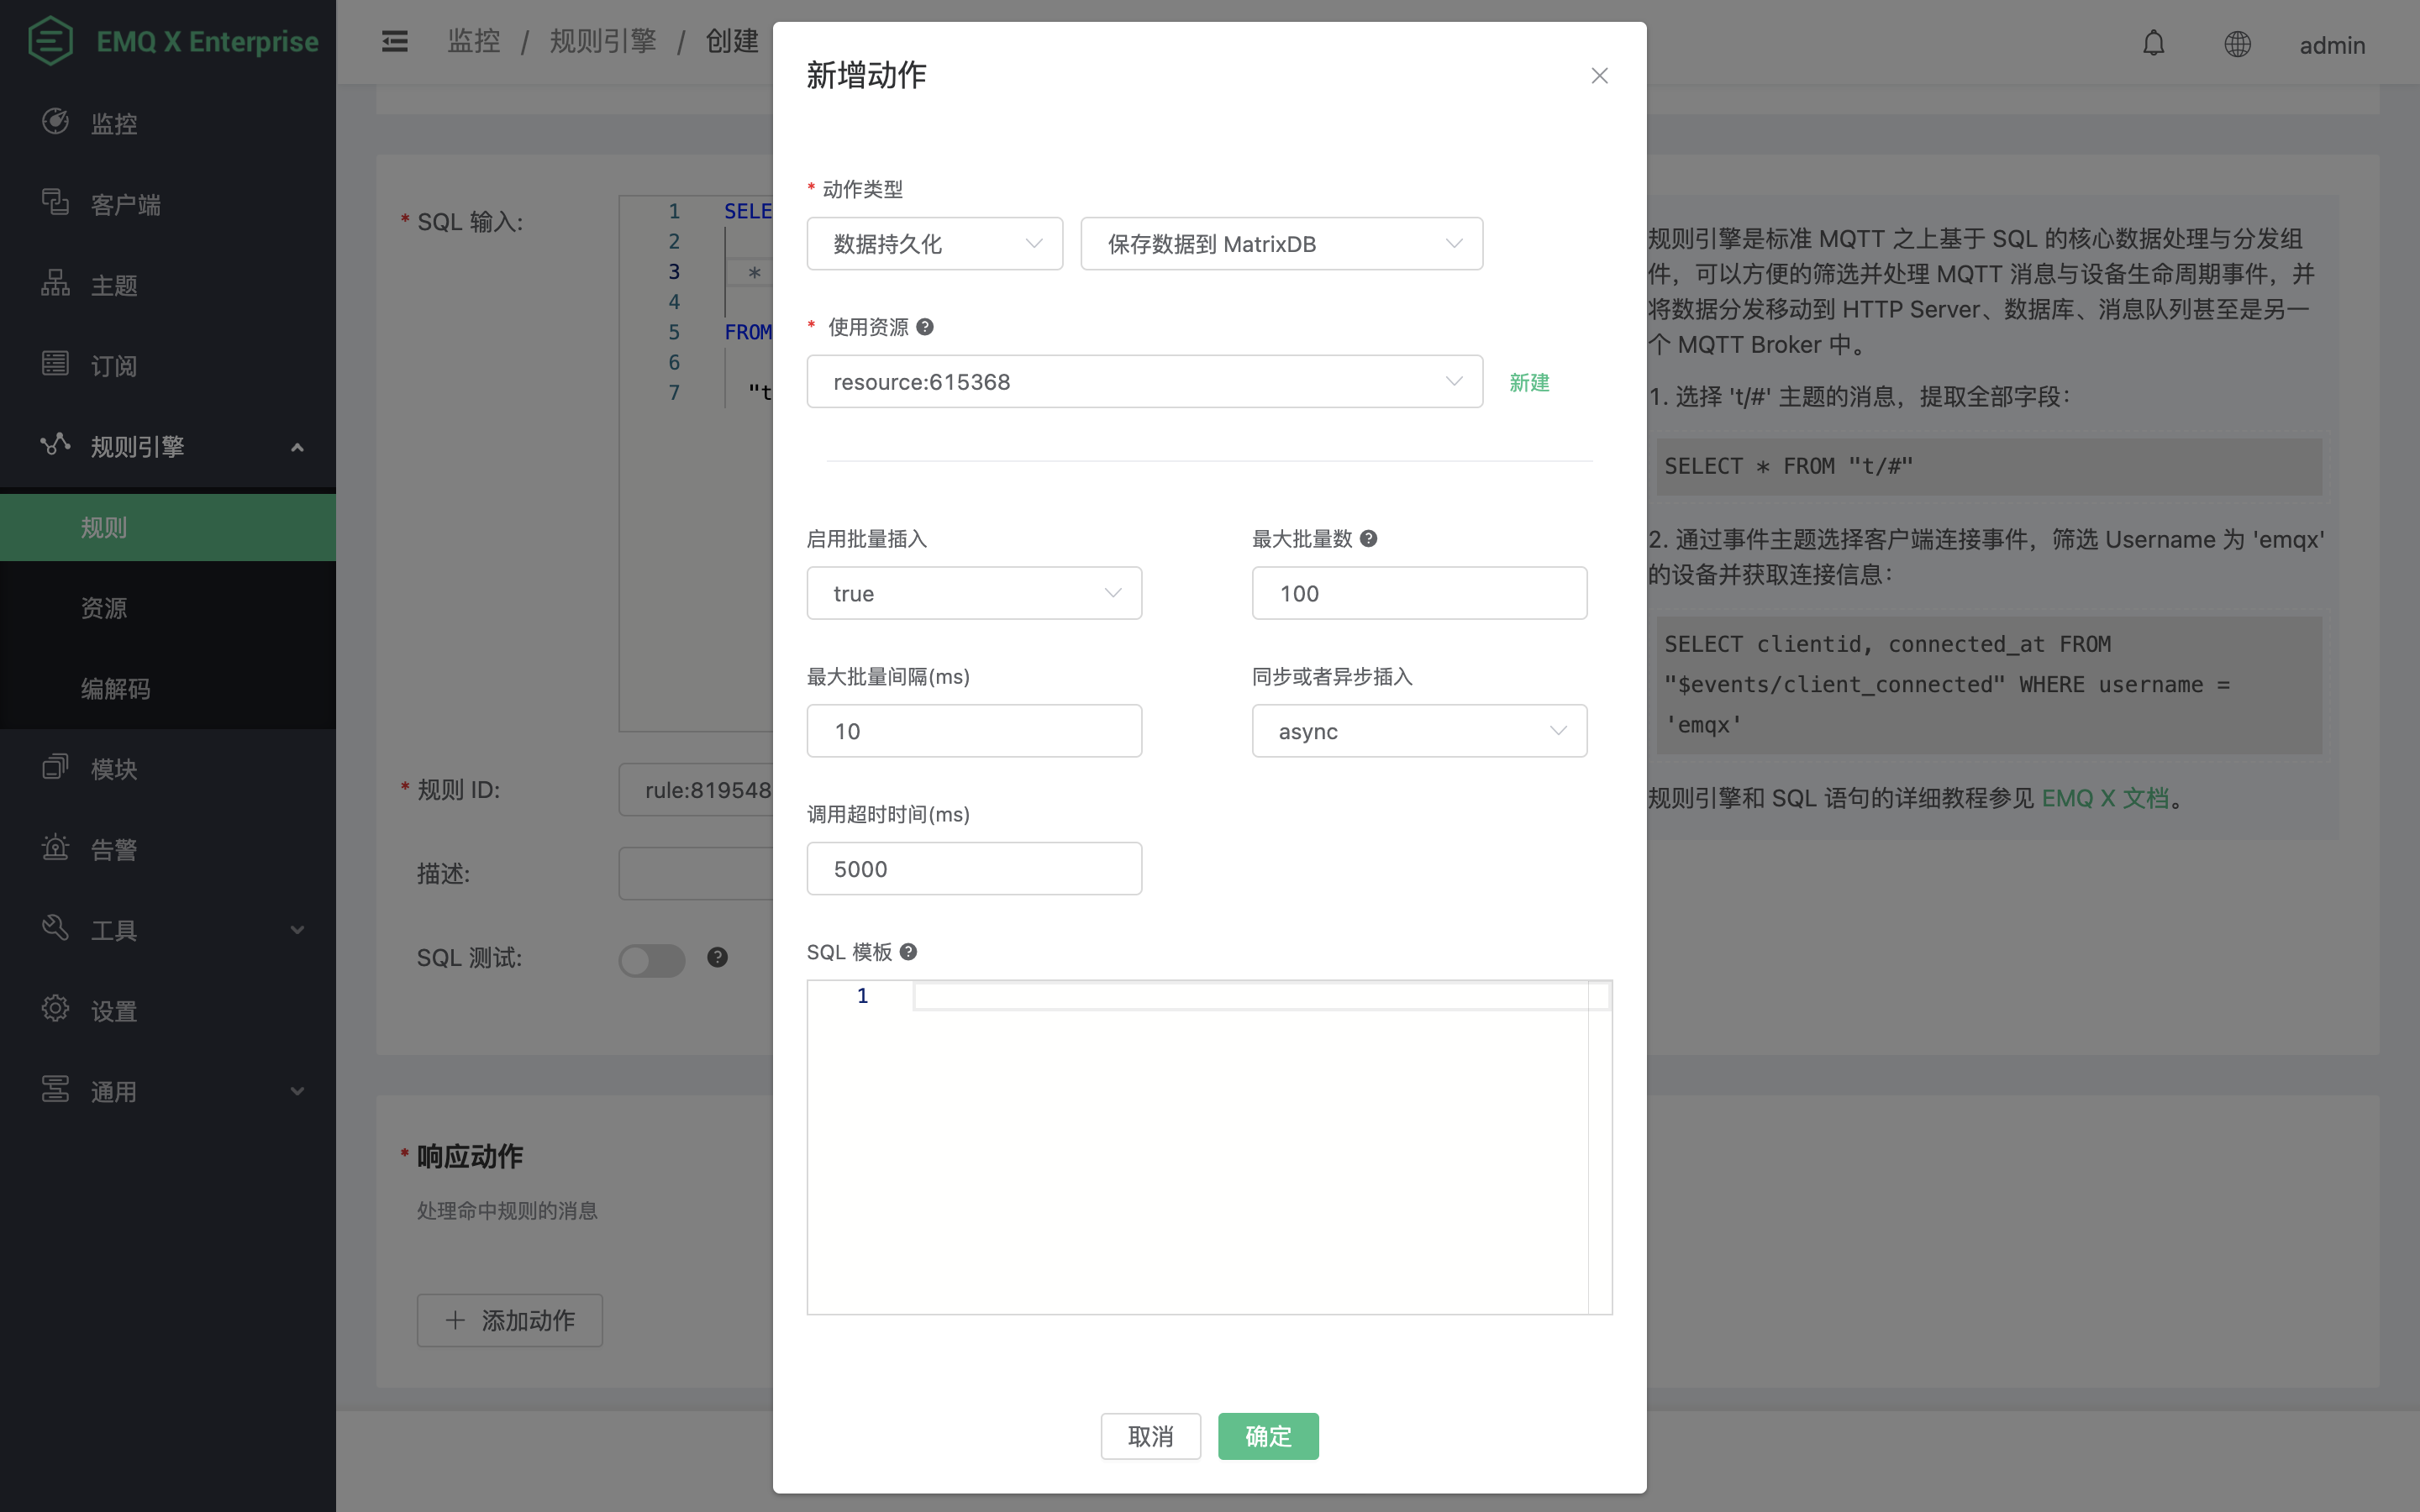 EMQ X Enterprise
监控
客户端
主题
订阅
规则引擎
规则
资源
编解码
模块
告警
工具
设置
通用
监控 / 规则引擎 / 创建
admin
* SQL 输入:
1 SELE
2
3 *
4
5 FROM
6
7 "t
* 规则 ID:
rule:819548
描述:
SQL 测试:
* 响应动作
处理命中规则的消息
添加动作
新增动作
* 动作类型
数据持久化
保存数据到 MatrixDB
* 使用资源
resource:615368
新建
启用批量插入
true
最大批量数
100
最大批量间隔(ms)
10
同步或者异步插入
async
调用超时时间(ms)
5000
SQL 模板
1
取消
确定
规则引擎是标准 MQTT 之上基于 SQL 的核心数据处理与分发组
件，可以方便的筛选并处理 MQTT 消息与设备生命周期事件，并
将数据分发移动到 HTTP Server、数据库、消息队列甚至是另一
个 MQTT Broker 中。
1. 选择 't/#' 主题的消息，提取全部字段：
SELECT * FROM "t/#"
2. 通过事件主题选择客户端连接事件，筛选 Username 为 'emqx'
的设备并获取连接信息：
SELECT clientid, connected_at FROM
"$events/client_connected" WHERE username =
'emqx'
规则引擎和 SQL 语句的详细教程参见 EMQ X 文档。